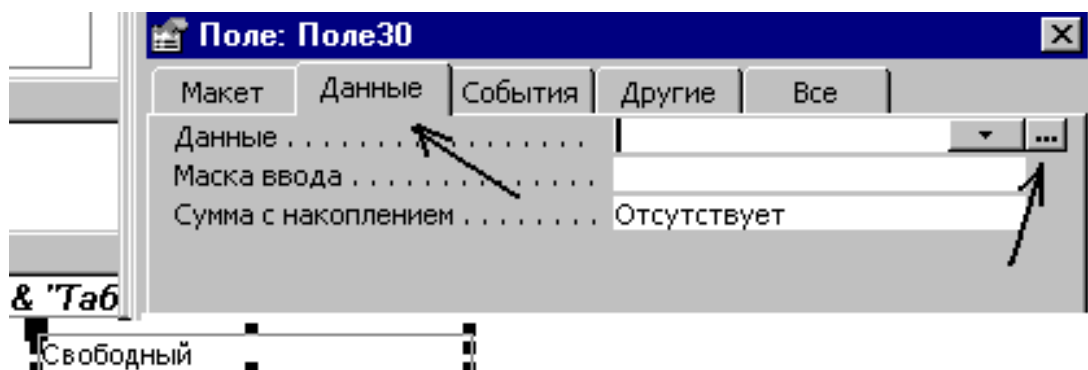 Поле: Поле30
Макет Данные События Другие Все
Данные . . . . . . . . . . . . . . . . .
Маска ввода . . . . . . . . . . . . .
Сумма с накоплением . . . . . . . . Отсутствует
& "Таб
Свободный